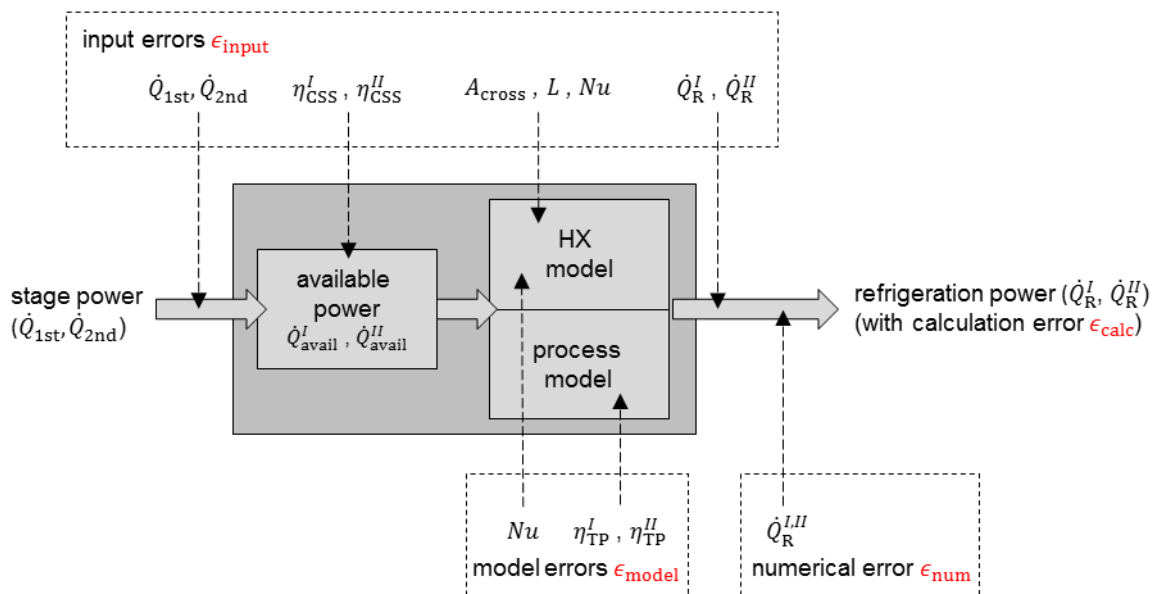 input errors ϵ_input
Q̇_1st, Q̇_2nd
η^I_CSS , η^II_CSS
A_cross , L , Nu
Q̇^I_R , Q̇^II_R
HX
model
available
power
Q̇^I_avail , Q̇^II_avail
process
model
stage power
(Q̇_1st, Q̇_2nd)
refrigeration power (Q̇^I_R, Q̇^II_R)
(with calculation error ϵ_calc)
Nu
η^I_TP , η^II_TP
model errors ϵ_model
Q̇^I,II_R
numerical error ϵ_num